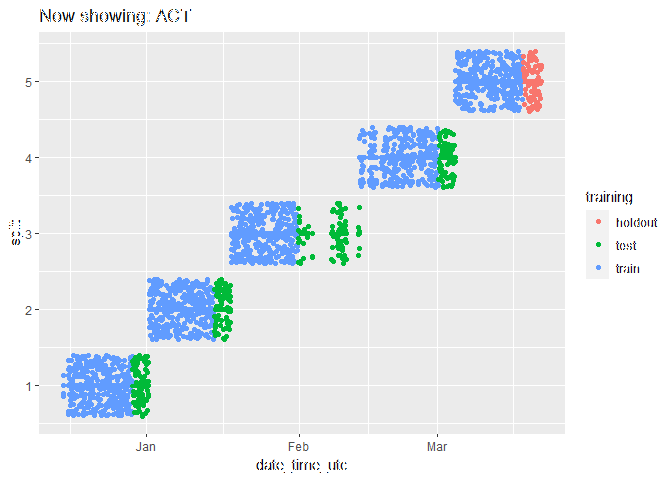 Now showing: ACT
5
4
3
2
1
split
Jan
Feb
Mar
date_time_utc
training
holdout
test
train